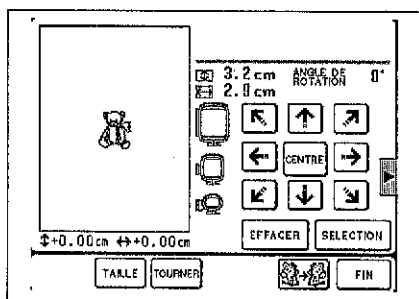 3.2 cm
2.0 cm
ANGLE DE ROTATION
0°
CENTRE
EFFACER
SELECTION
↕+0.00cm ↔+0.00cm
TAILLE
TOURNER
FIN